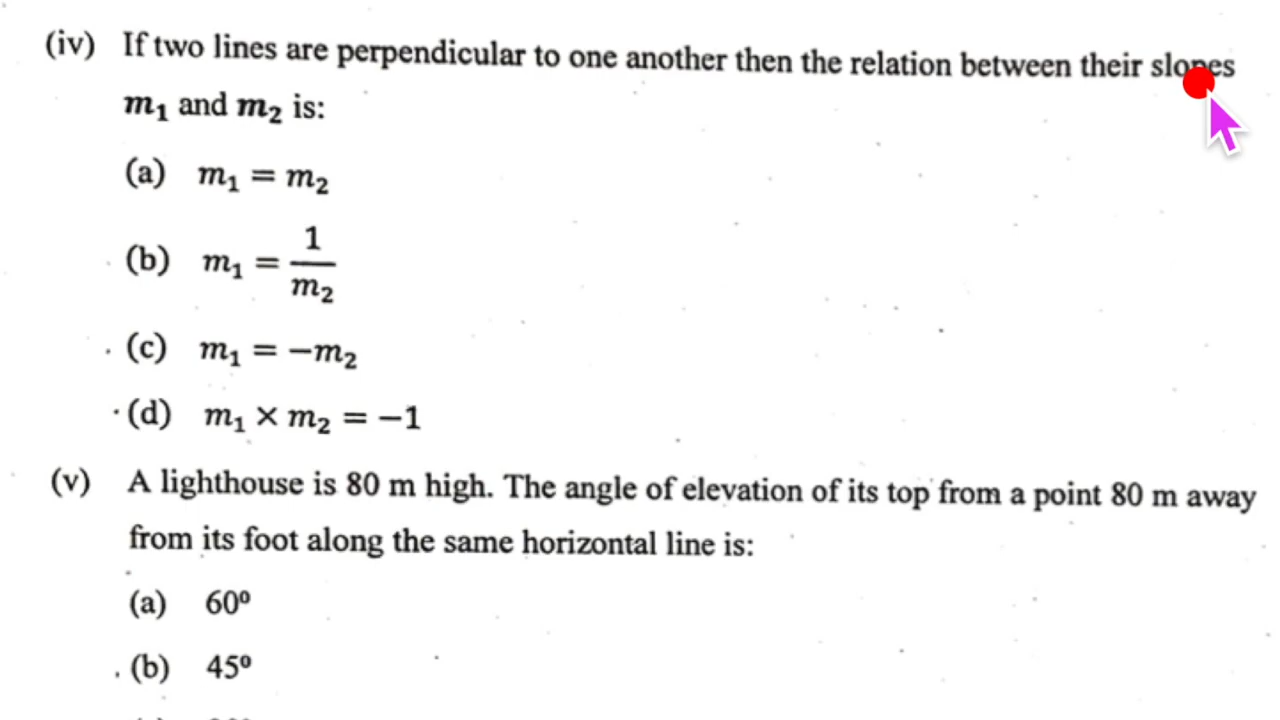 (iv) If two lines are perpendicular to one another then the relation between their slopes
m₁ and m₂ is:
(a) m₁ = m₂
(b) m₁ = 1/m₂
(c) m₁ = −m₂
(d) m₁ × m₂ = −1
(v) A lighthouse is 80 m high. The angle of elevation of its top from a point 80 m away
from its foot along the same horizontal line is:
(a) 60⁰
(b) 45⁰